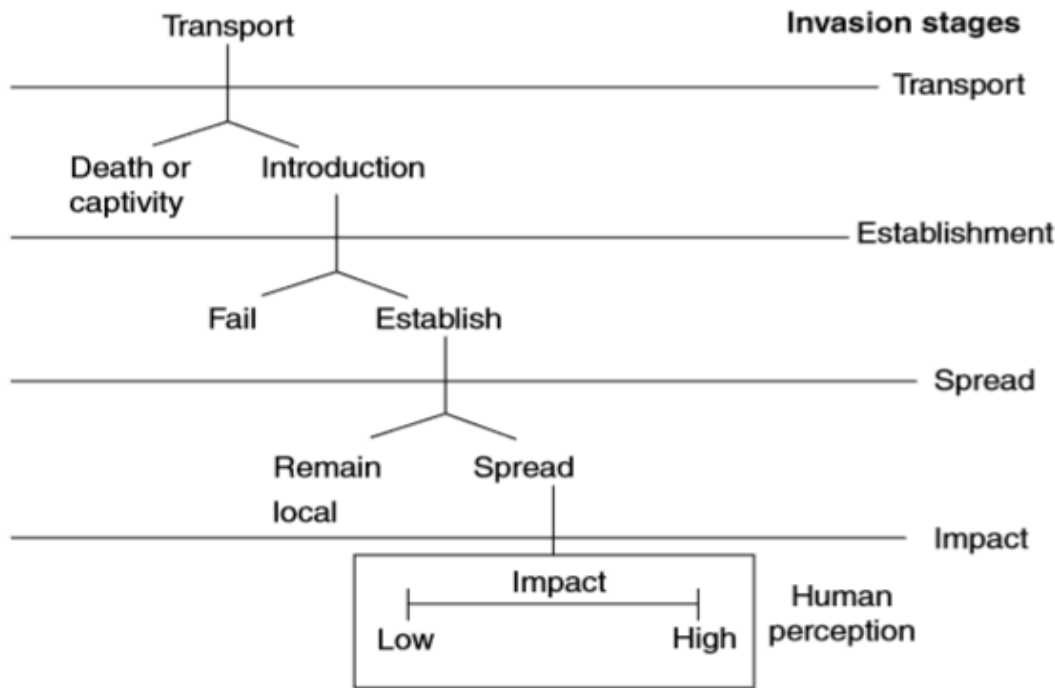 Transport
Invasion stages
Transport
Death or
captivity
Introduction
Establishment
Fail
Establish
Spread
Remain
local
Spread
Impact
Impact
Low
High
Human
perception